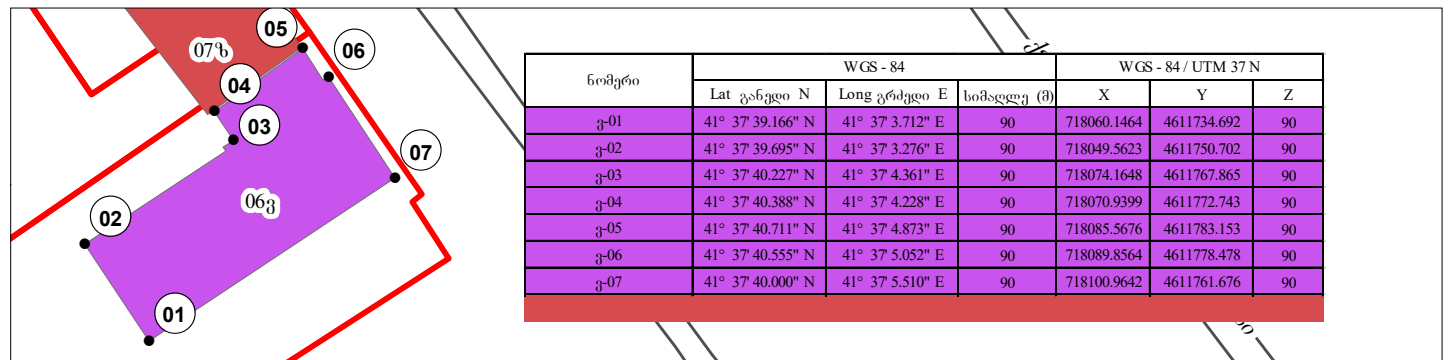 05
06
07ზ
04
03
07
06ვ
02
01
ნომერი WGS - 84 WGS - 84 / UTM 37 N
Lat განედი N Long გრძედი E სიმაღლე (მ) X Y Z
ვ-01 41° 37' 39.166" N 41° 37' 3.712" E 90 718060.1464 4611734.692 90
ვ-02 41° 37' 39.695" N 41° 37' 3.276" E 90 718049.5623 4611750.702 90
ვ-03 41° 37' 40.227" N 41° 37' 4.361" E 90 718074.1648 4611767.865 90
ვ-04 41° 37' 40.388" N 41° 37' 4.228" E 90 718070.9399 4611772.743 90
ვ-05 41° 37' 40.711" N 41° 37' 4.873" E 90 718085.5676 4611783.153 90
ვ-06 41° 37' 40.555" N 41° 37' 5.052" E 90 718089.8564 4611778.478 90
ვ-07 41° 37' 40.000" N 41° 37' 5.510" E 90 718100.9642 4611761.676 90